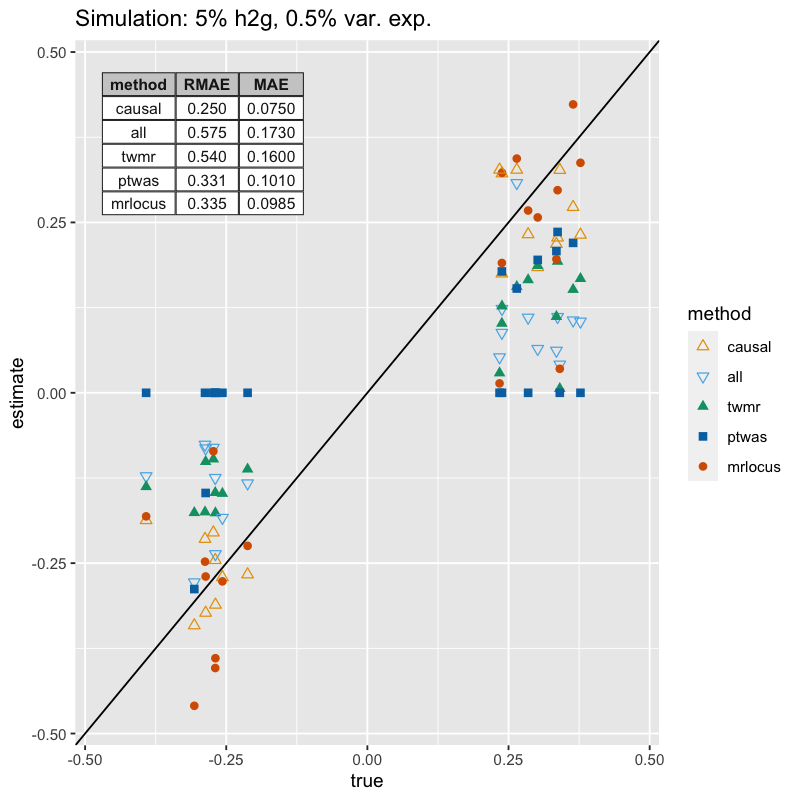 Simulation: 5% h2g, 0.5% var. exp.
0.50
method RMAE MAE
causal 0.250 0.0750
all 0.575 0.1730
twmr 0.540 0.1600
ptwas 0.331 0.1010
mrlocus 0.335 0.0985
0.25
0.00
-0.25
-0.50
estimate
-0.50 -0.25 0.00 0.25 0.50
true
method
causal
all
twmr
ptwas
mrlocus